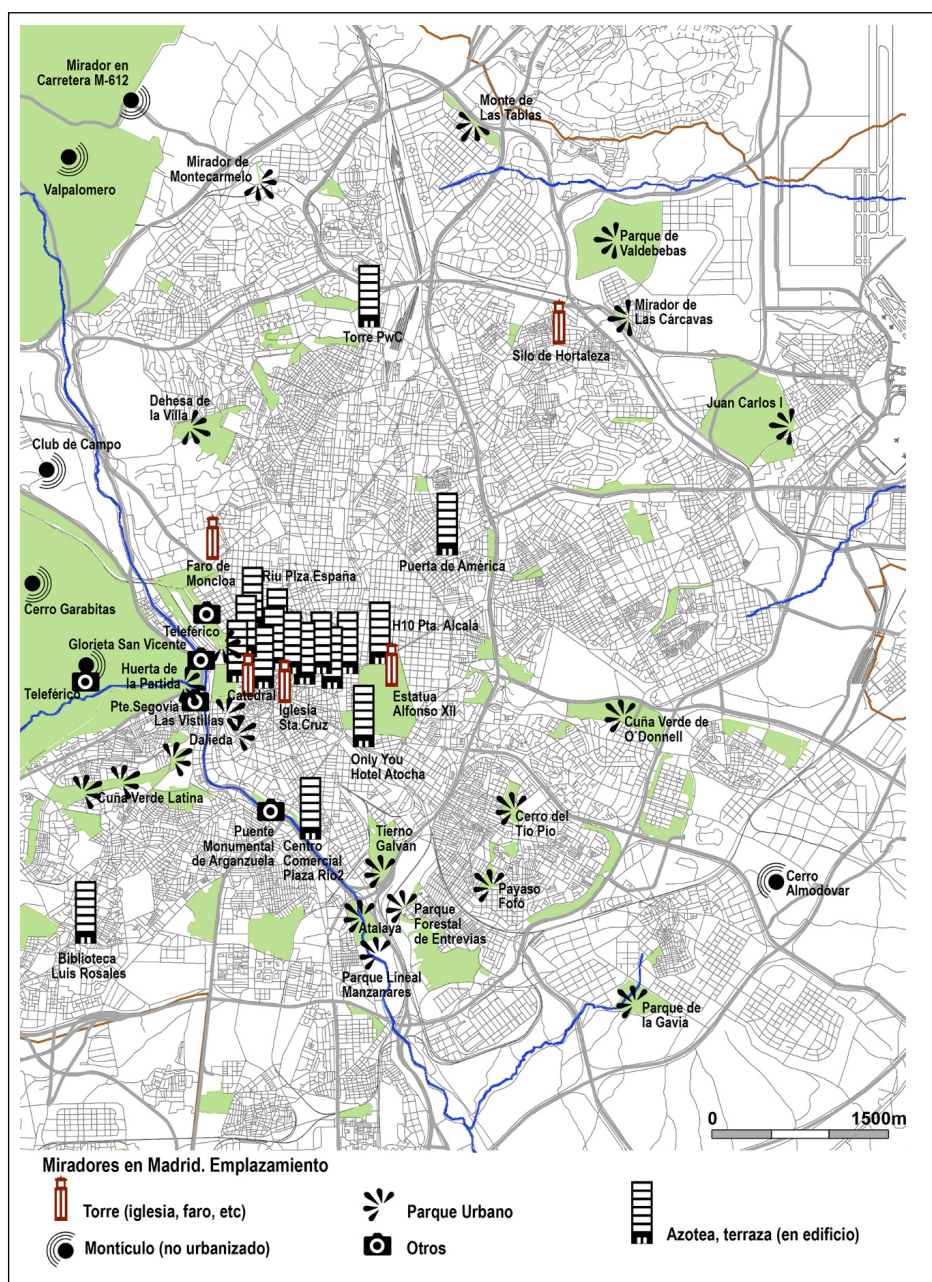 Mirador en
Carretera M-612
Monte de
Las Tablas
Valpalomero
Mirador de
Montecarmelo
Parque de
Valdebebas
Torre PwC
Mirador de
Las Cárcavas
Silo de Hortaleza
Dehesa de
la Villa
Juan Carlos I
Club de Campo
Faro de
Moncloa
Puerta de América
Riu Plza.España
Cerro Garabitas
Teleférico
H10 Pta. Alcalá
Glorieta San Vicente
Huerta de
la Partida
Teleférico
Catedral
Iglesia
Sta.Cruz
Estatua
Alfonso XII
Pte.Segovia
Las Vistillas
Dalieda
Cuña Verde de
O´Donnell
Only You
Hotel Atocha
Cuña Verde Latina
Puente
Monumental
de Arganzuela
Centro
Comercial
Plaza Río2
Tierno
Galván
Cerro del
Tío Pío
Payaso
Fofó
Cerro
Almodóvar
Atalaya
Parque
Forestal
de Entrevías
Biblioteca
Luis Rosales
Parque Lineal
Manzanares
Parque de
la Gavia
0 1500m
Miradores en Madrid. Emplazamiento
Torre (iglesia, faro, etc)
Parque Urbano
Azotea, terraza (en edificio)
Montículo (no urbanizado)
Otros